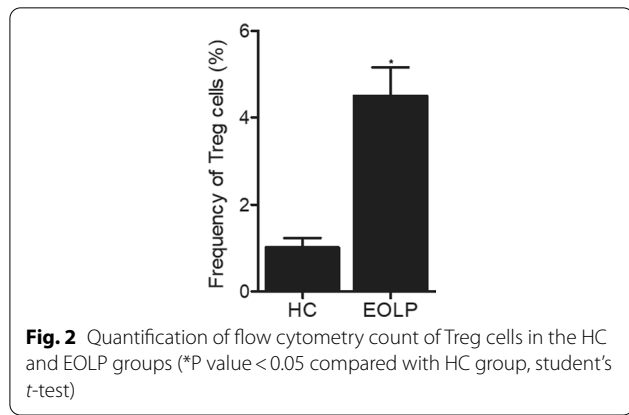 6
4
2
0
Frequency of Treg cells (%)
*
HC EOLP
Fig. 2 Quantification of flow cytometry count of Treg cells in the HC
and EOLP groups (*P value < 0.05 compared with HC group, student’s
t-test)